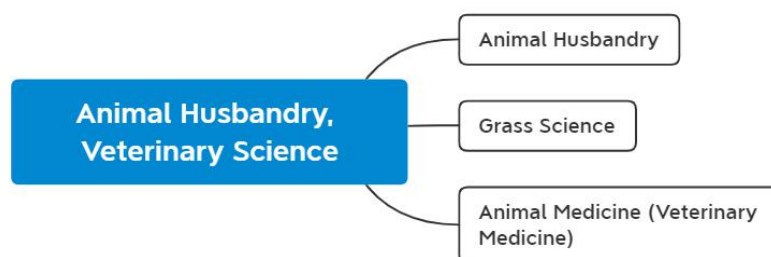 Animal Husbandry
Animal Husbandry,
Veterinary Science
Grass Science
Animal Medicine (Veterinary
Medicine)